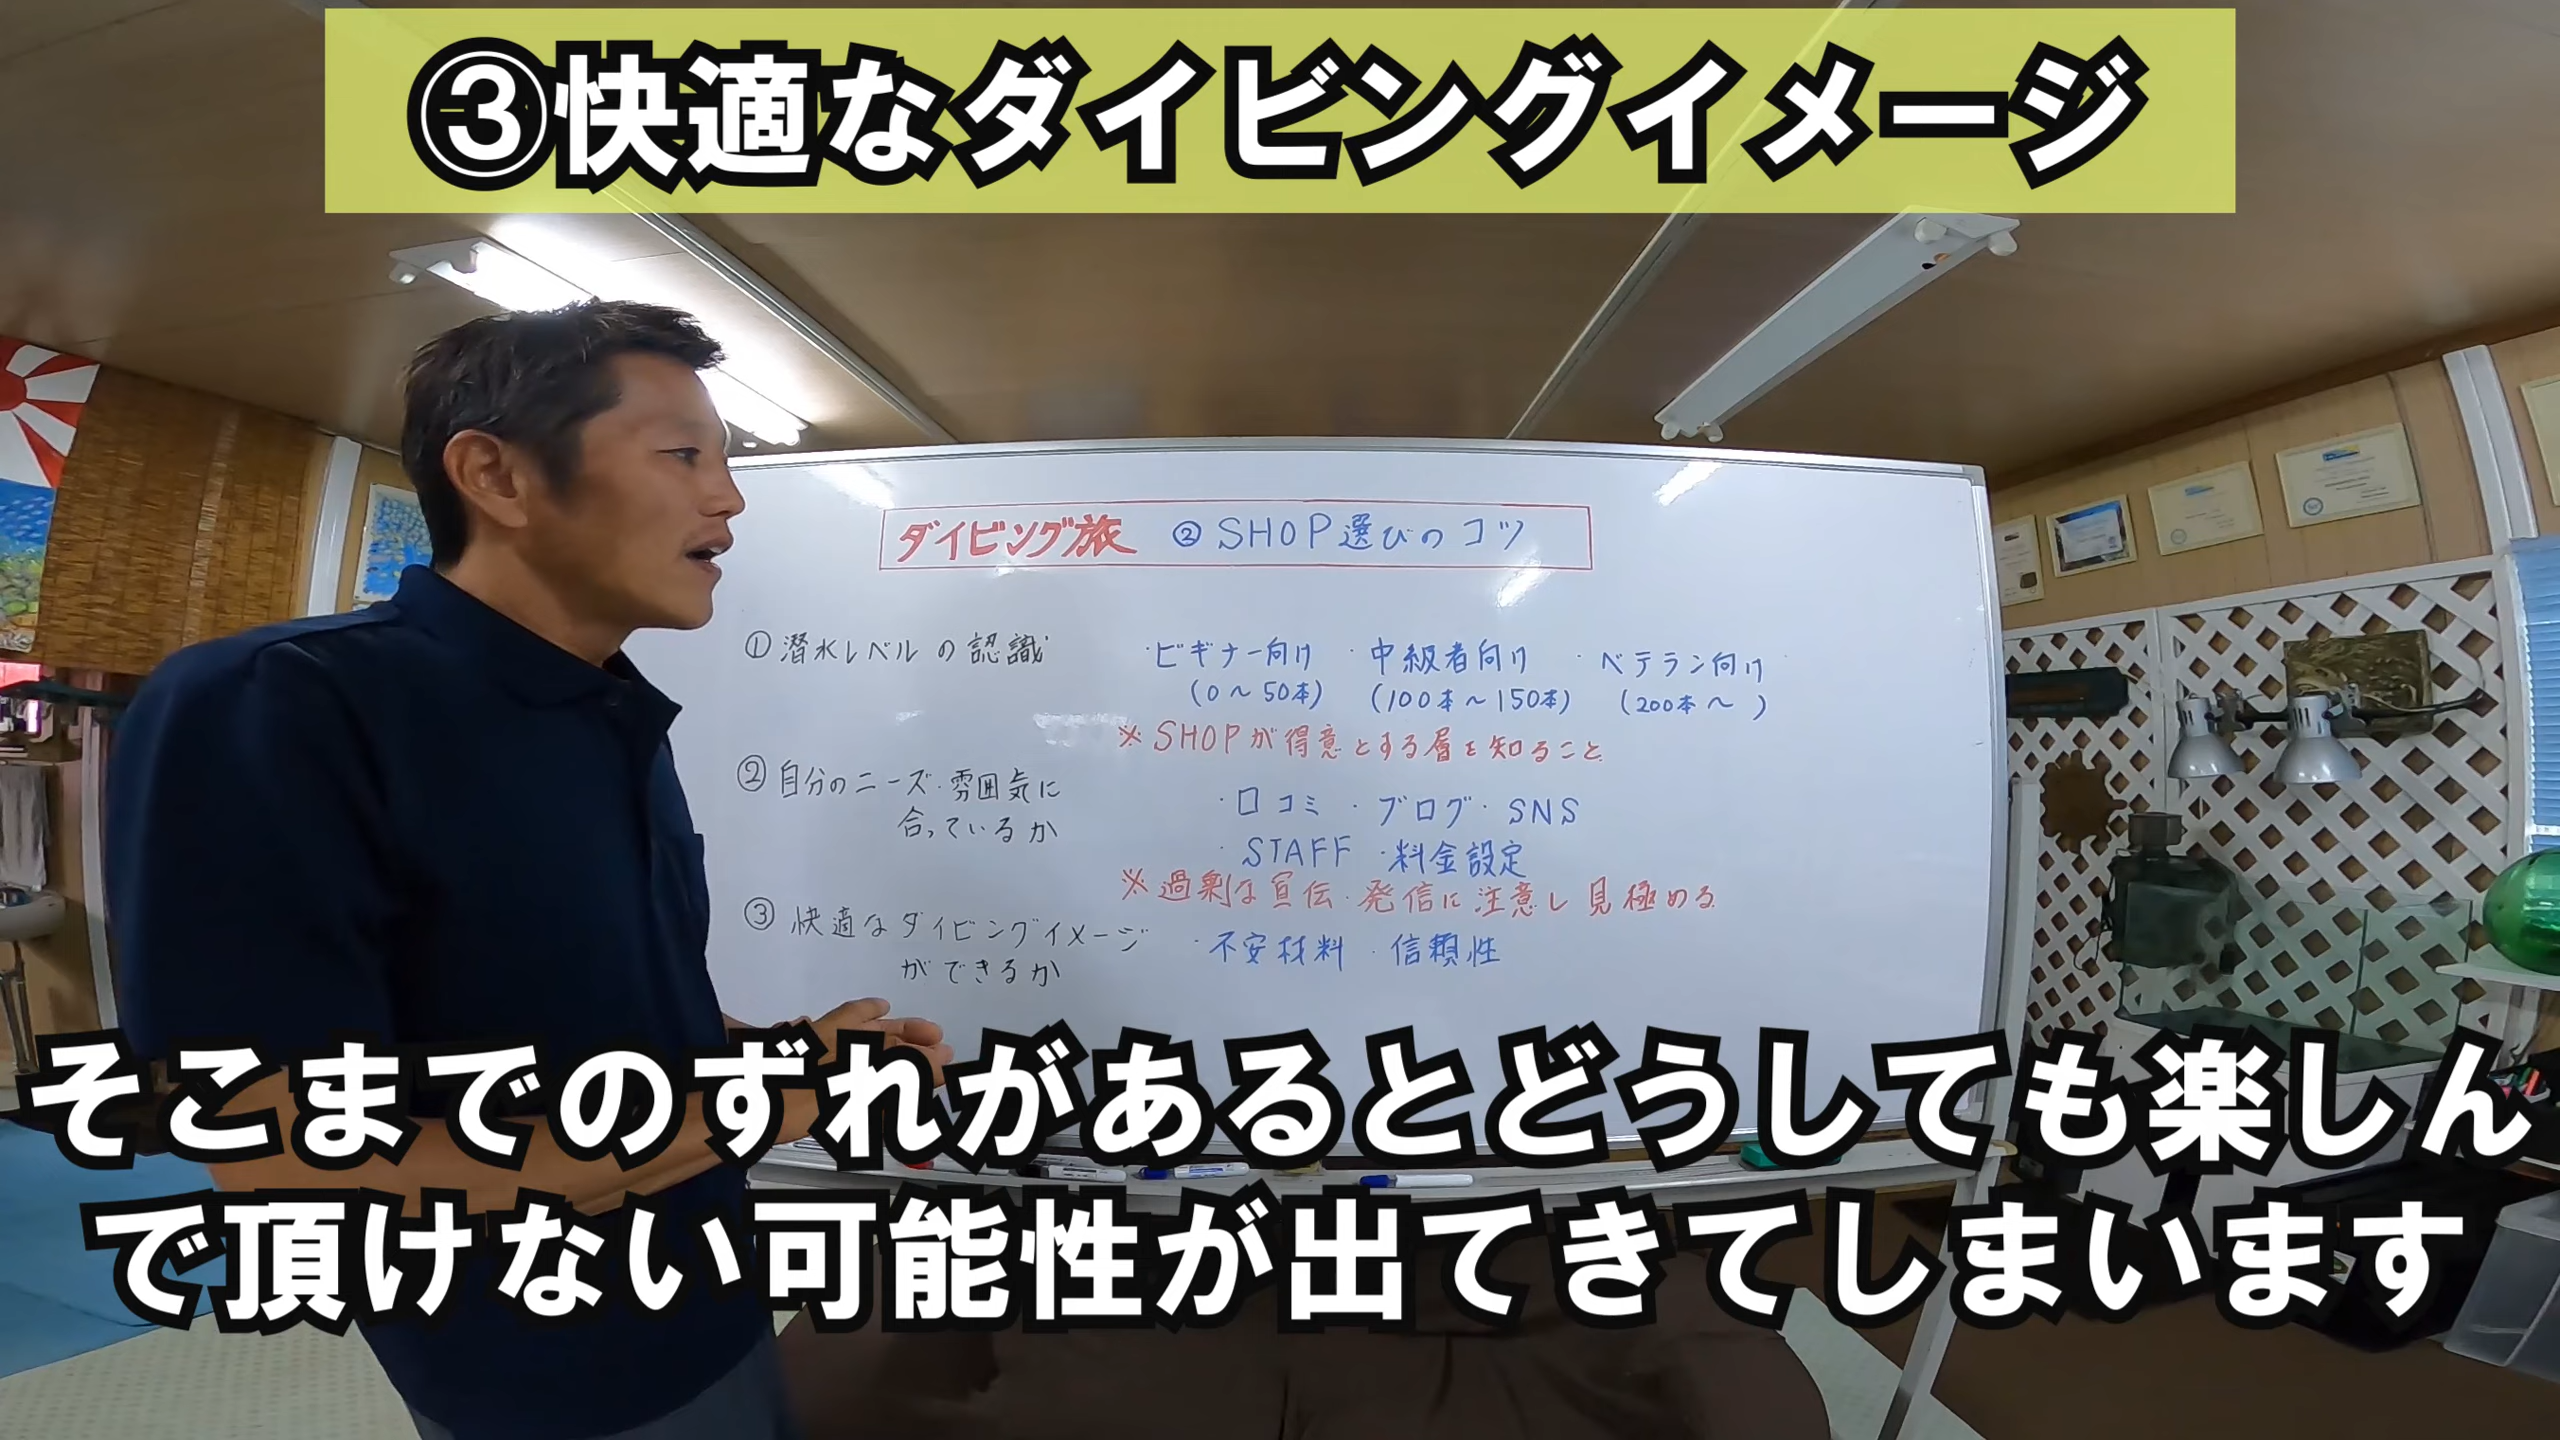 ③快適なダイビングイメージ
ダイビング旅 ② SHOP選びのコツ
① 潜水レベルの認識
・ビギナー向け ・中級者向け ・ベテラン向け
(0～50本) (100本～150本) (200本～ )
※ SHOPが得意とする層を知ること
② 自分のニーズ・雰囲気に
合っているか
・口コミ ・ブログ・SNS
・STAFF ・料金設定
※ 過剰な宣伝・発信に注意し見極める
③ 快適なダイビングイメージ
ができるか
・不安材料 ・信頼性
そこまでのずれがあるとどうしても楽しん
で頂けない可能性が出てきてしまいます